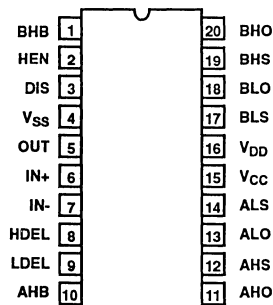 BHB 1 20 BHO
HEN 2 19 BHS
DIS 3 18 BLO
VSS 4 17 BLS
OUT 5 16 VDD
IN+ 6 15 VCC
IN- 7 14 ALS
HDEL 8 13 ALO
LDEL 9 12 AHS
AHB 10 11 AHO